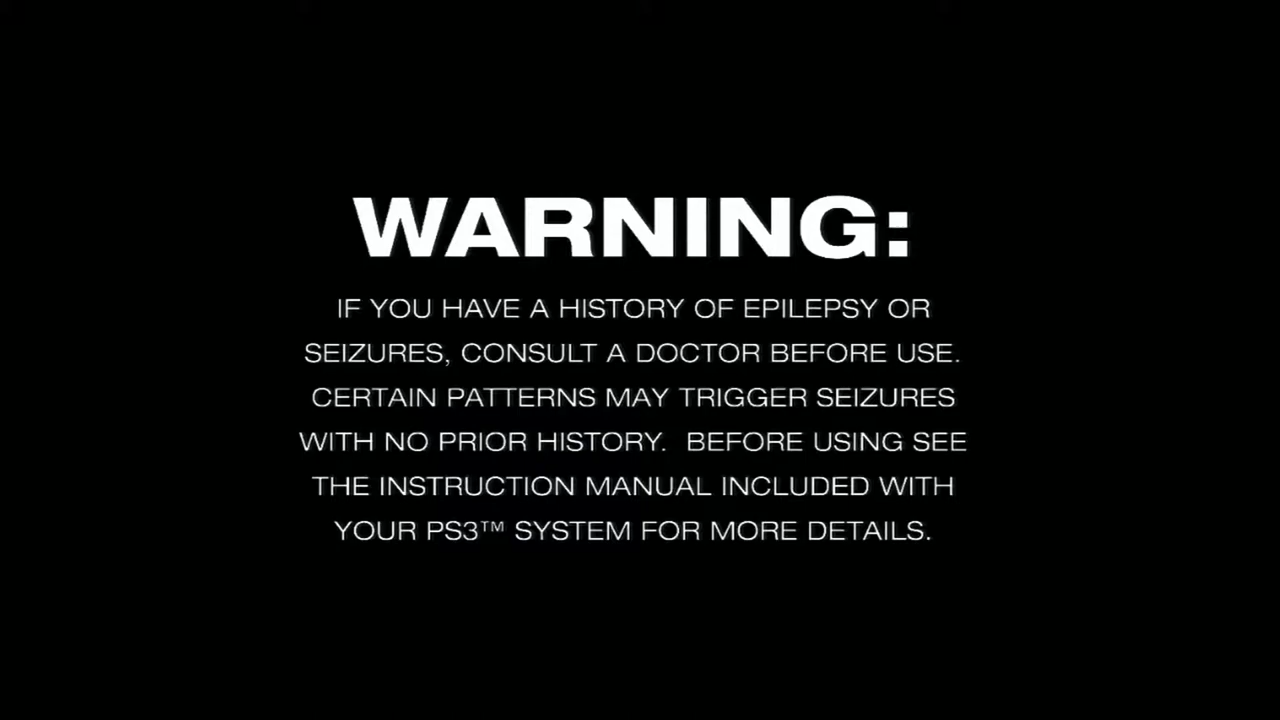 WARNING:
IF YOU HAVE A HISTORY OF EPILEPSY OR
SEIZURES, CONSULT A DOCTOR BEFORE USE.
CERTAIN PATTERNS MAY TRIGGER SEIZURES
WITH NO PRIOR HISTORY.  BEFORE USING SEE
THE INSTRUCTION MANUAL INCLUDED WITH
YOUR PS3™ SYSTEM FOR MORE DETAILS.